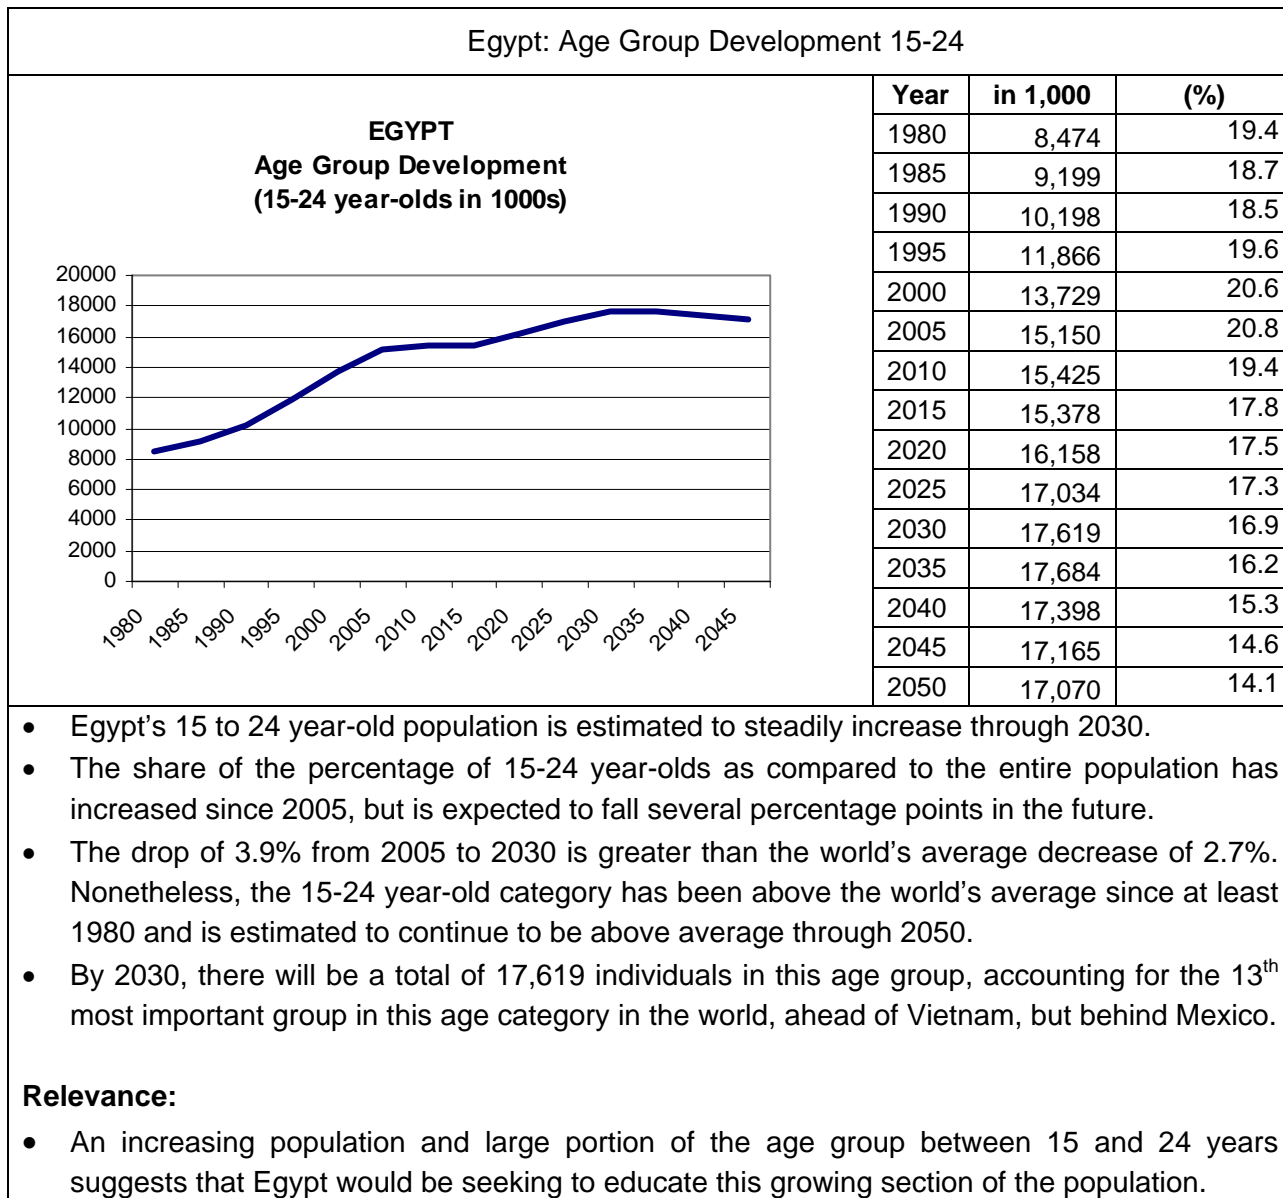 Egypt: Age Group Development 15-24
EGYPT
Age Group Development
(15-24 year-olds in 1000s)
20000
18000
16000
14000
12000
10000
8000
6000
4000
2000
0
1980 1985 1990 1995 2000 2005 2010 2015 2020 2025 2030 2035 2040 2045
Year in 1,000 (%)
1980 8,474 19.4
1985 9,199 18.7
1990 10,198 18.5
1995 11,866 19.6
2000 13,729 20.6
2005 15,150 20.8
2010 15,425 19.4
2015 15,378 17.8
2020 16,158 17.5
2025 17,034 17.3
2030 17,619 16.9
2035 17,684 16.2
2040 17,398 15.3
2045 17,165 14.6
2050 17,070 14.1
• Egypt's 15 to 24 year-old population is estimated to steadily increase through 2030.
• The share of the percentage of 15-24 year-olds as compared to the entire population has
increased since 2005, but is expected to fall several percentage points in the future.
• The drop of 3.9% from 2005 to 2030 is greater than the world's average decrease of 2.7%.
Nonetheless, the 15-24 year-old category has been above the world's average since at least
1980 and is estimated to continue to be above average through 2050.
• By 2030, there will be a total of 17,619 individuals in this age group, accounting for the 13th
most important group in this age category in the world, ahead of Vietnam, but behind Mexico.
Relevance:
• An increasing population and large portion of the age group between 15 and 24 years
suggests that Egypt would be seeking to educate this growing section of the population.